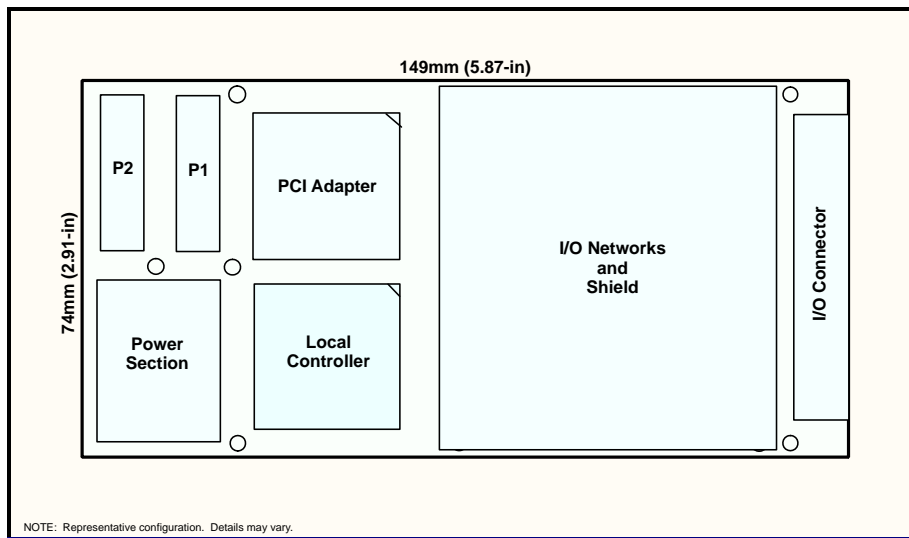 149mm (5.87-in)
74mm (2.91-in)
P2
P1
PCI Adapter
I/O Networks
and
Shield
I/O Connector
Power
Section
Local
Controller
NOTE:  Representative configuration.  Details may vary.